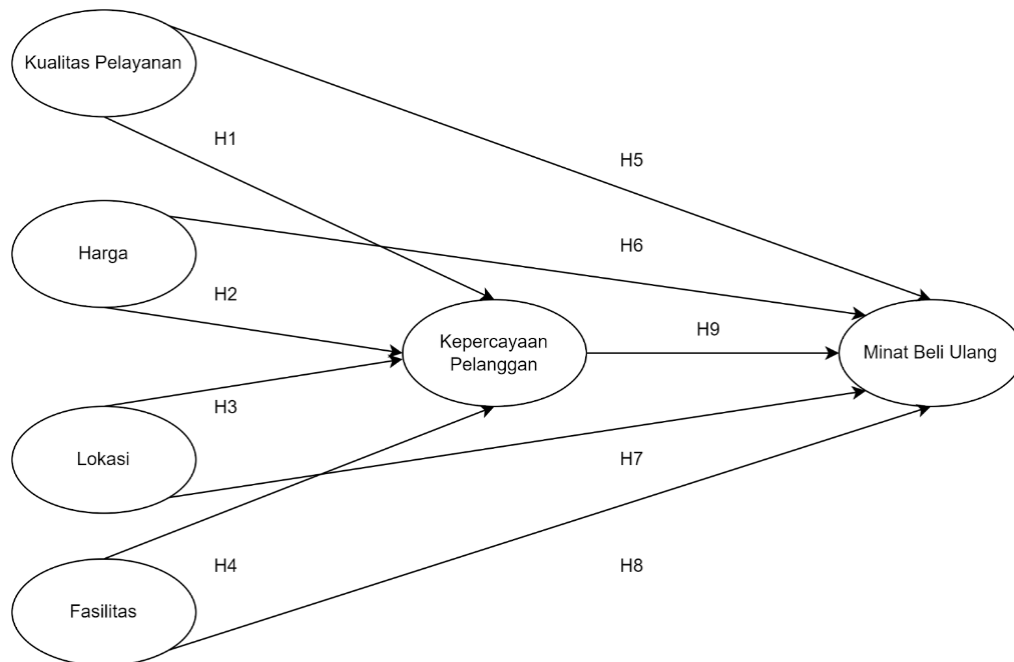 Kualitas Pelayanan
H1
H5
Harga
H6
H2
Kepercayaan
Pelanggan
H9
Minat Beli Ulang
H3
Lokasi
H7
H4
H8
Fasilitas